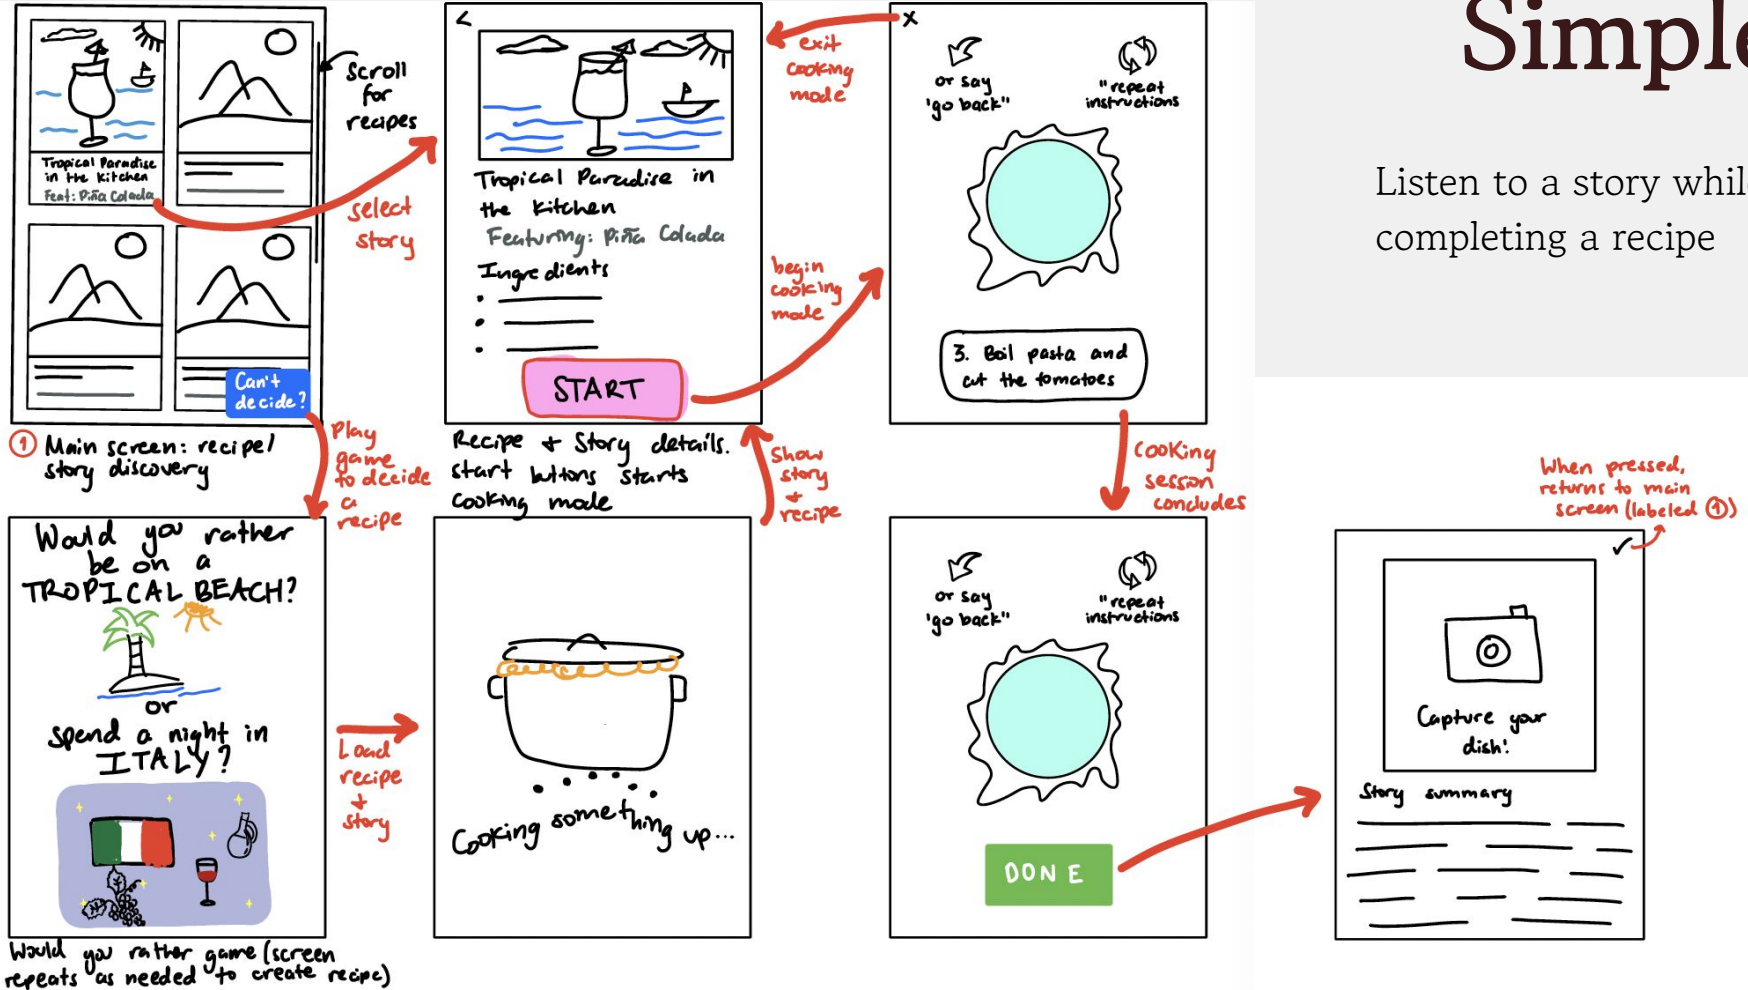 Tropical Paradise
in the Kitchen
Feat: Piña Colada
Scroll
for
recipes
select
story
Can't
decide?
① Main screen: recipe/
story discovery
Play
game
to decide
a
recipe
<
Tropical Paradise in
the Kitchen
Featuring: Piña Colada
Ingredients
START
Recipe + Story details.
start buttons starts
cooking mode
begin
cooking
mode
exit
cooking
mode
X
or say
'go back"
"repeat
instructions
3. Boil pasta and
cut the tomatoes
Cooking
session
concludes
Simple
Listen to a story while
completing a recipe
Would you rather
be on a
TROPICAL BEACH?
or
spend a night in
ITALY?
Would you rather game (screen
repeats as needed to create recipe)
Load
recipe
+
story
Cooking something up...
Show
story
+
recipe
or say
'go back"
"repeat
instructions
DONE
When pressed,
returns to main
screen (labeled ①)
Capture your
dish!
Story summary